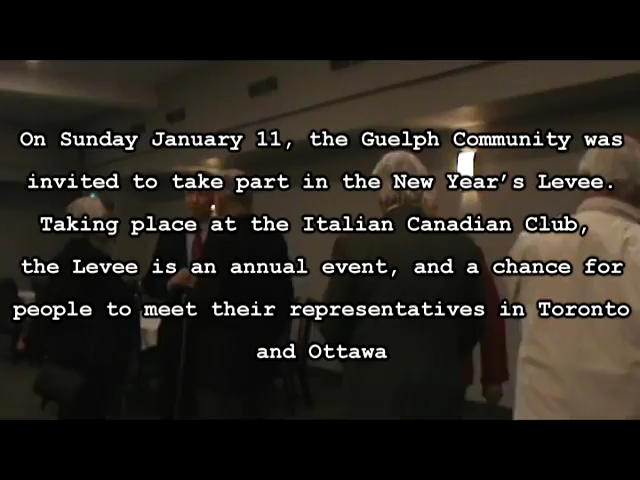 On Sunday January 11, the Guelph Community was
invited to take part in the New Year's Levee.
Taking place at the Italian Canadian Club,
the Levee is an annual event, and a chance for
people to meet their representatives in Toronto
and Ottawa